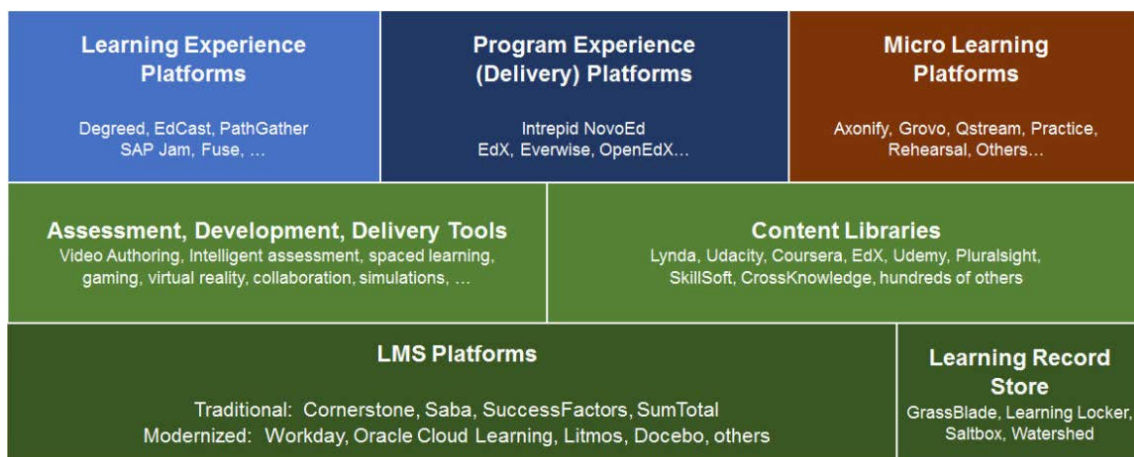 Learning Experience
Platforms
Degreed, EdCast, PathGather
SAP Jam, Fuse, ...
Program Experience
(Delivery) Platforms
Intrepid NovoEd
EdX, Everwise, OpenEdX...
Micro Learning
Platforms
Axonify, Grovo, Qstream, Practice,
Rehearsal, Others...
Assessment, Development, Delivery Tools
Video Authoring, Intelligent assessment, spaced learning,
gaming, virtual reality, collaboration, simulations, ...
Content Libraries
Lynda, Udacity, Coursera, EdX, Udemy, Pluralsight,
SkillSoft, CrossKnowledge, hundreds of others
LMS Platforms
Traditional: Cornerstone, Saba, SuccessFactors, SumTotal
Modernized: Workday, Oracle Cloud Learning, Litmos, Docebo, others
Learning Record
Store
GrassBlade, Learning Locker,
Saltbox, Watershed